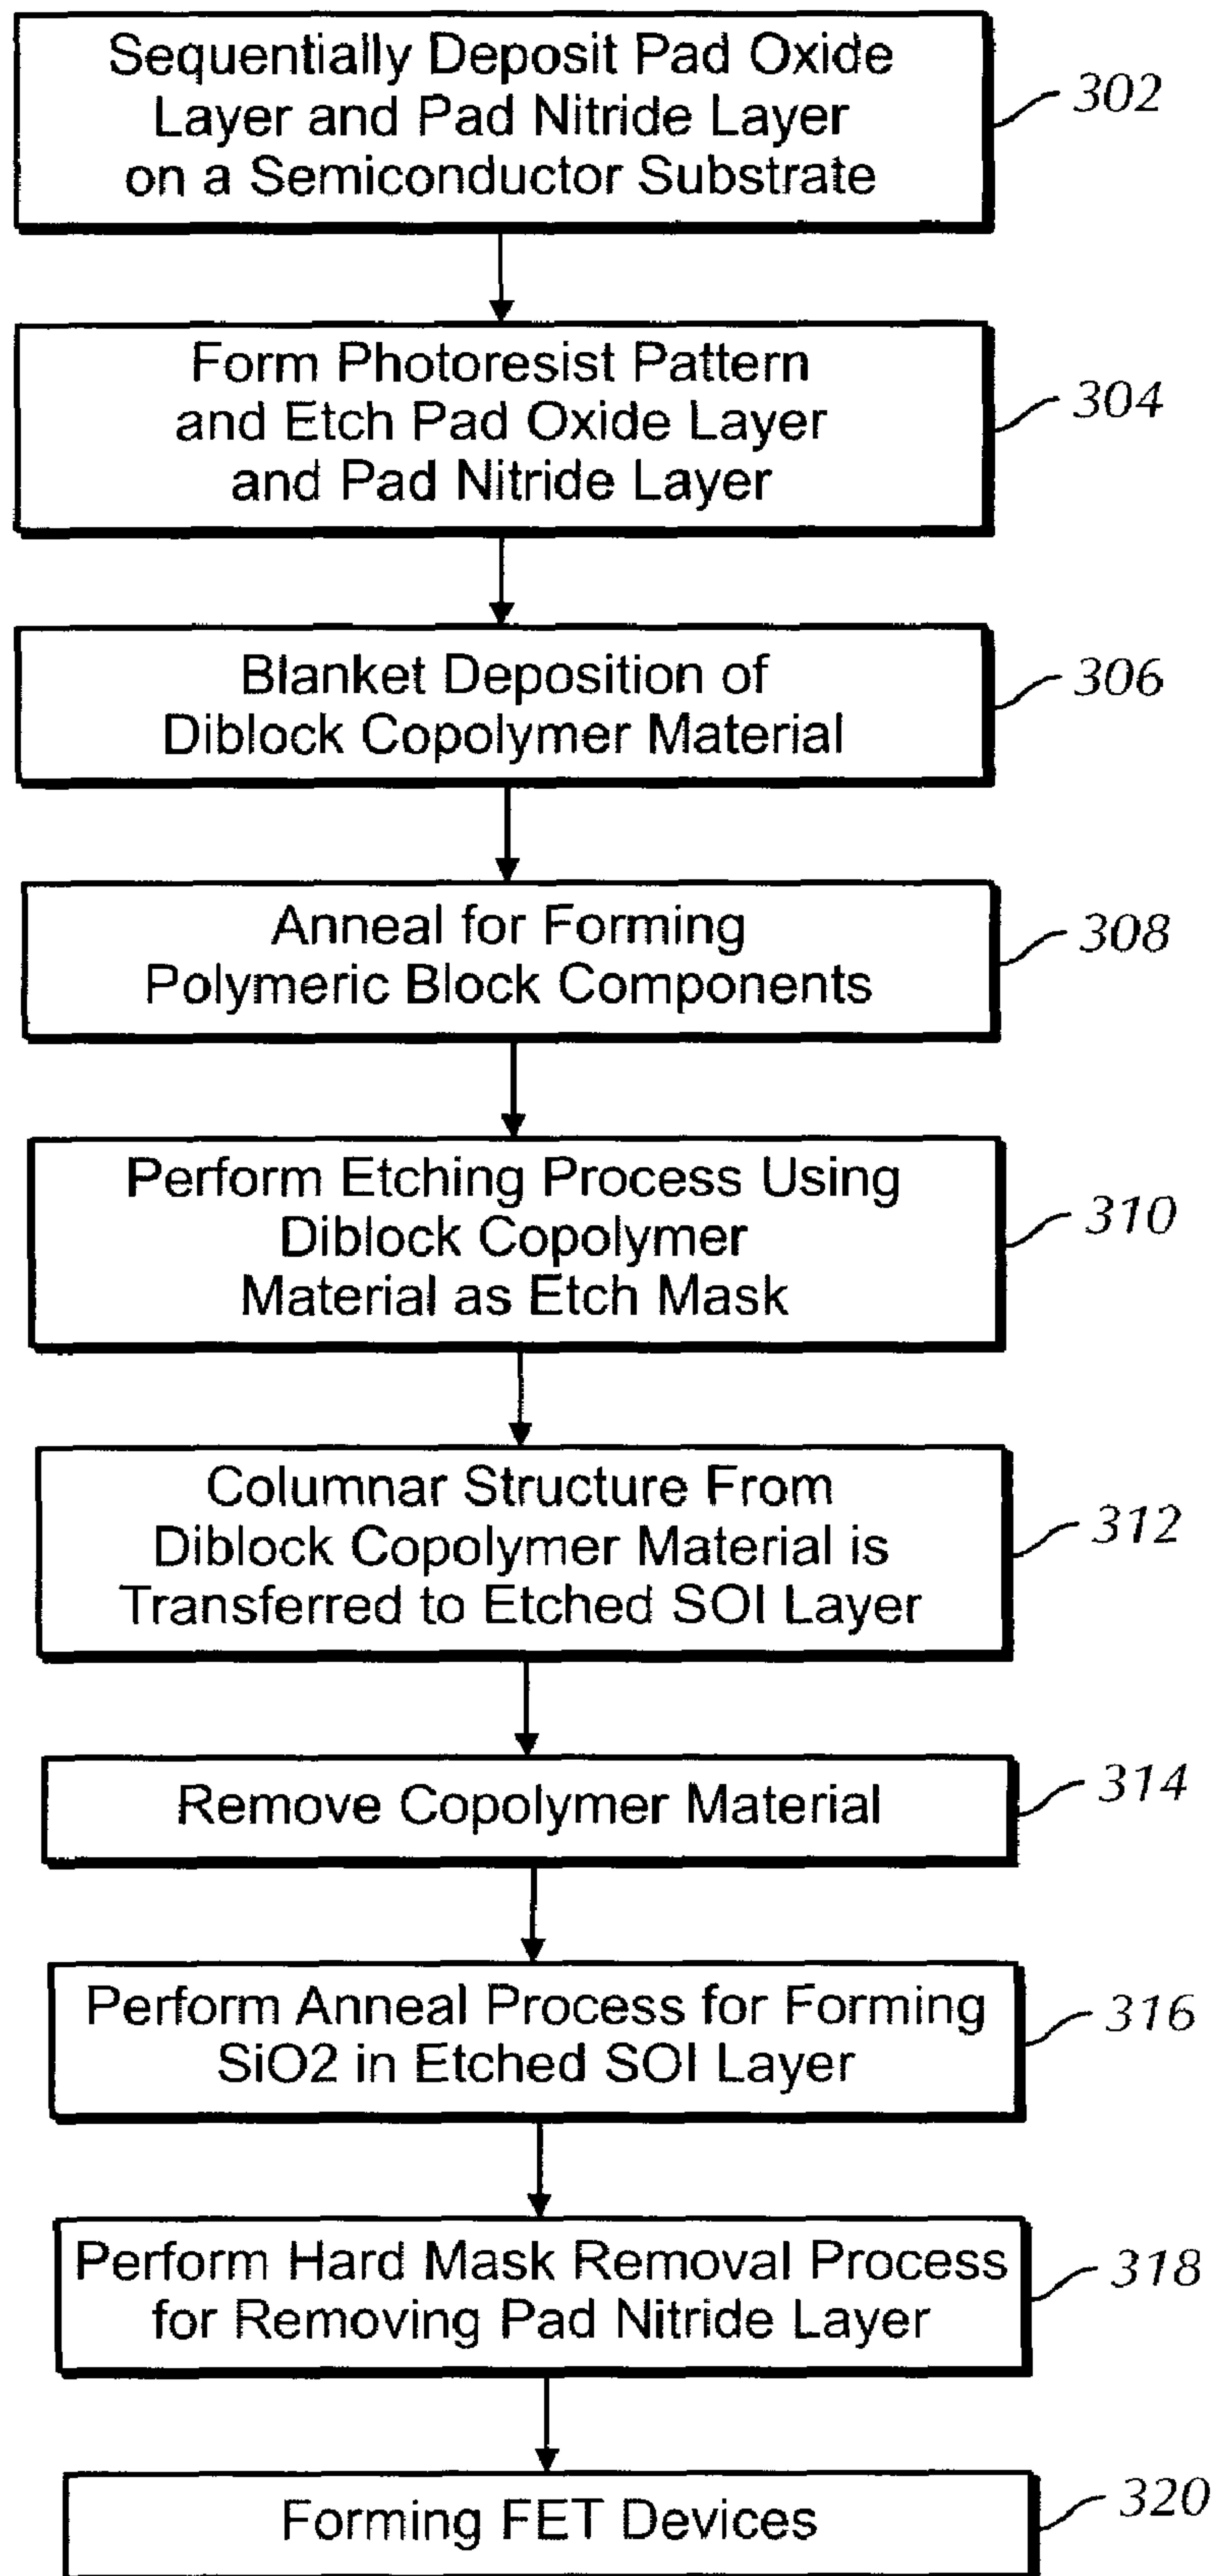 Sequentially Deposit Pad Oxide
Layer and Pad Nitride Layer
on a Semiconductor Substrate
302
Form Photoresist Pattern
and Etch Pad Oxide Layer
and Pad Nitride Layer
304
Blanket Deposition of
Diblock Copolymer Material
306
Anneal for Forming
Polymeric Block Components
308
Perform Etching Process Using
Diblock Copolymer
Material as Etch Mask
310
Columnar Structure From
Diblock Copolymer Material is
Transferred to Etched SOI Layer
312
Remove Copolymer Material
314
Perform Anneal Process for Forming
SiO2 in Etched SOI Layer
316
Perform Hard Mask Removal Process
for Removing Pad Nitride Layer
318
Forming FET Devices
320